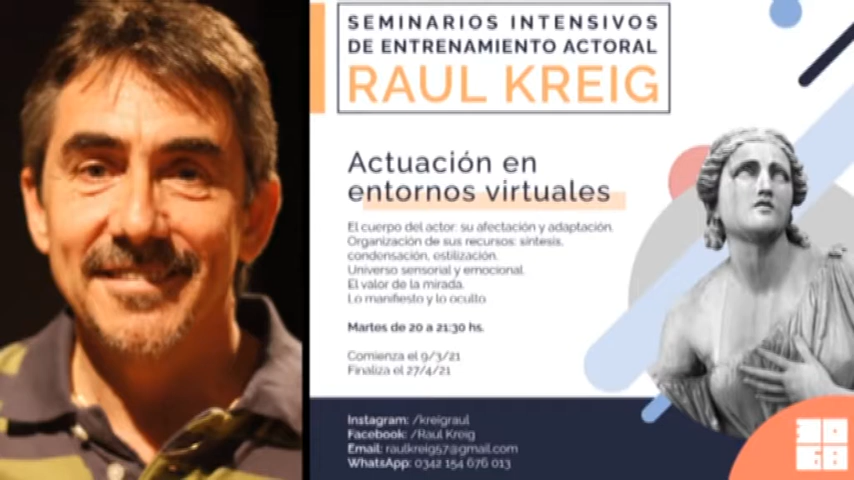 SEMINARIOS INTENSIVOS
DE ENTRENAMIENTO ACTORAL
RAUL KREIG
Actuación en
entornos virtuales
El cuerpo del actor: su afectación y adaptación.
Organización de sus recursos: síntesis,
condensación, estilización.
Universo sensorial y emocional.
El valor de la mirada.
Lo manifiesto y lo oculto.
Martes de 20 a 21:30 hs.
Comienza el 9/3/21
Finaliza el 27/4/21
Instagram: /kreigraul
Facebook: /Raul Kreig
Email: raulkreig57@gmail.com
WhatsApp: 0342 154 676 013
3068